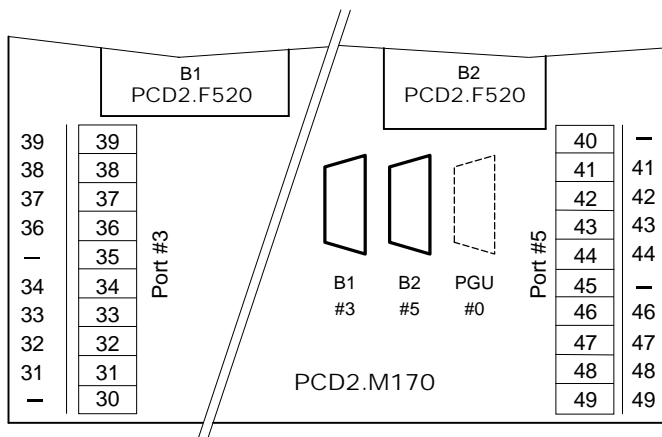 B1
PCD2.F520
B2
PCD2.F520
39 39
38 38
37 37
36 36
— 35
34 34
33 33
32 32
31 31
— 30
Port #3
B1
#3
B2
#5
PGU
#0
PCD2.M170
Port #5
40 —
41 41
42 42
43 43
44 44
45 —
46 46
47 47
48 48
49 49